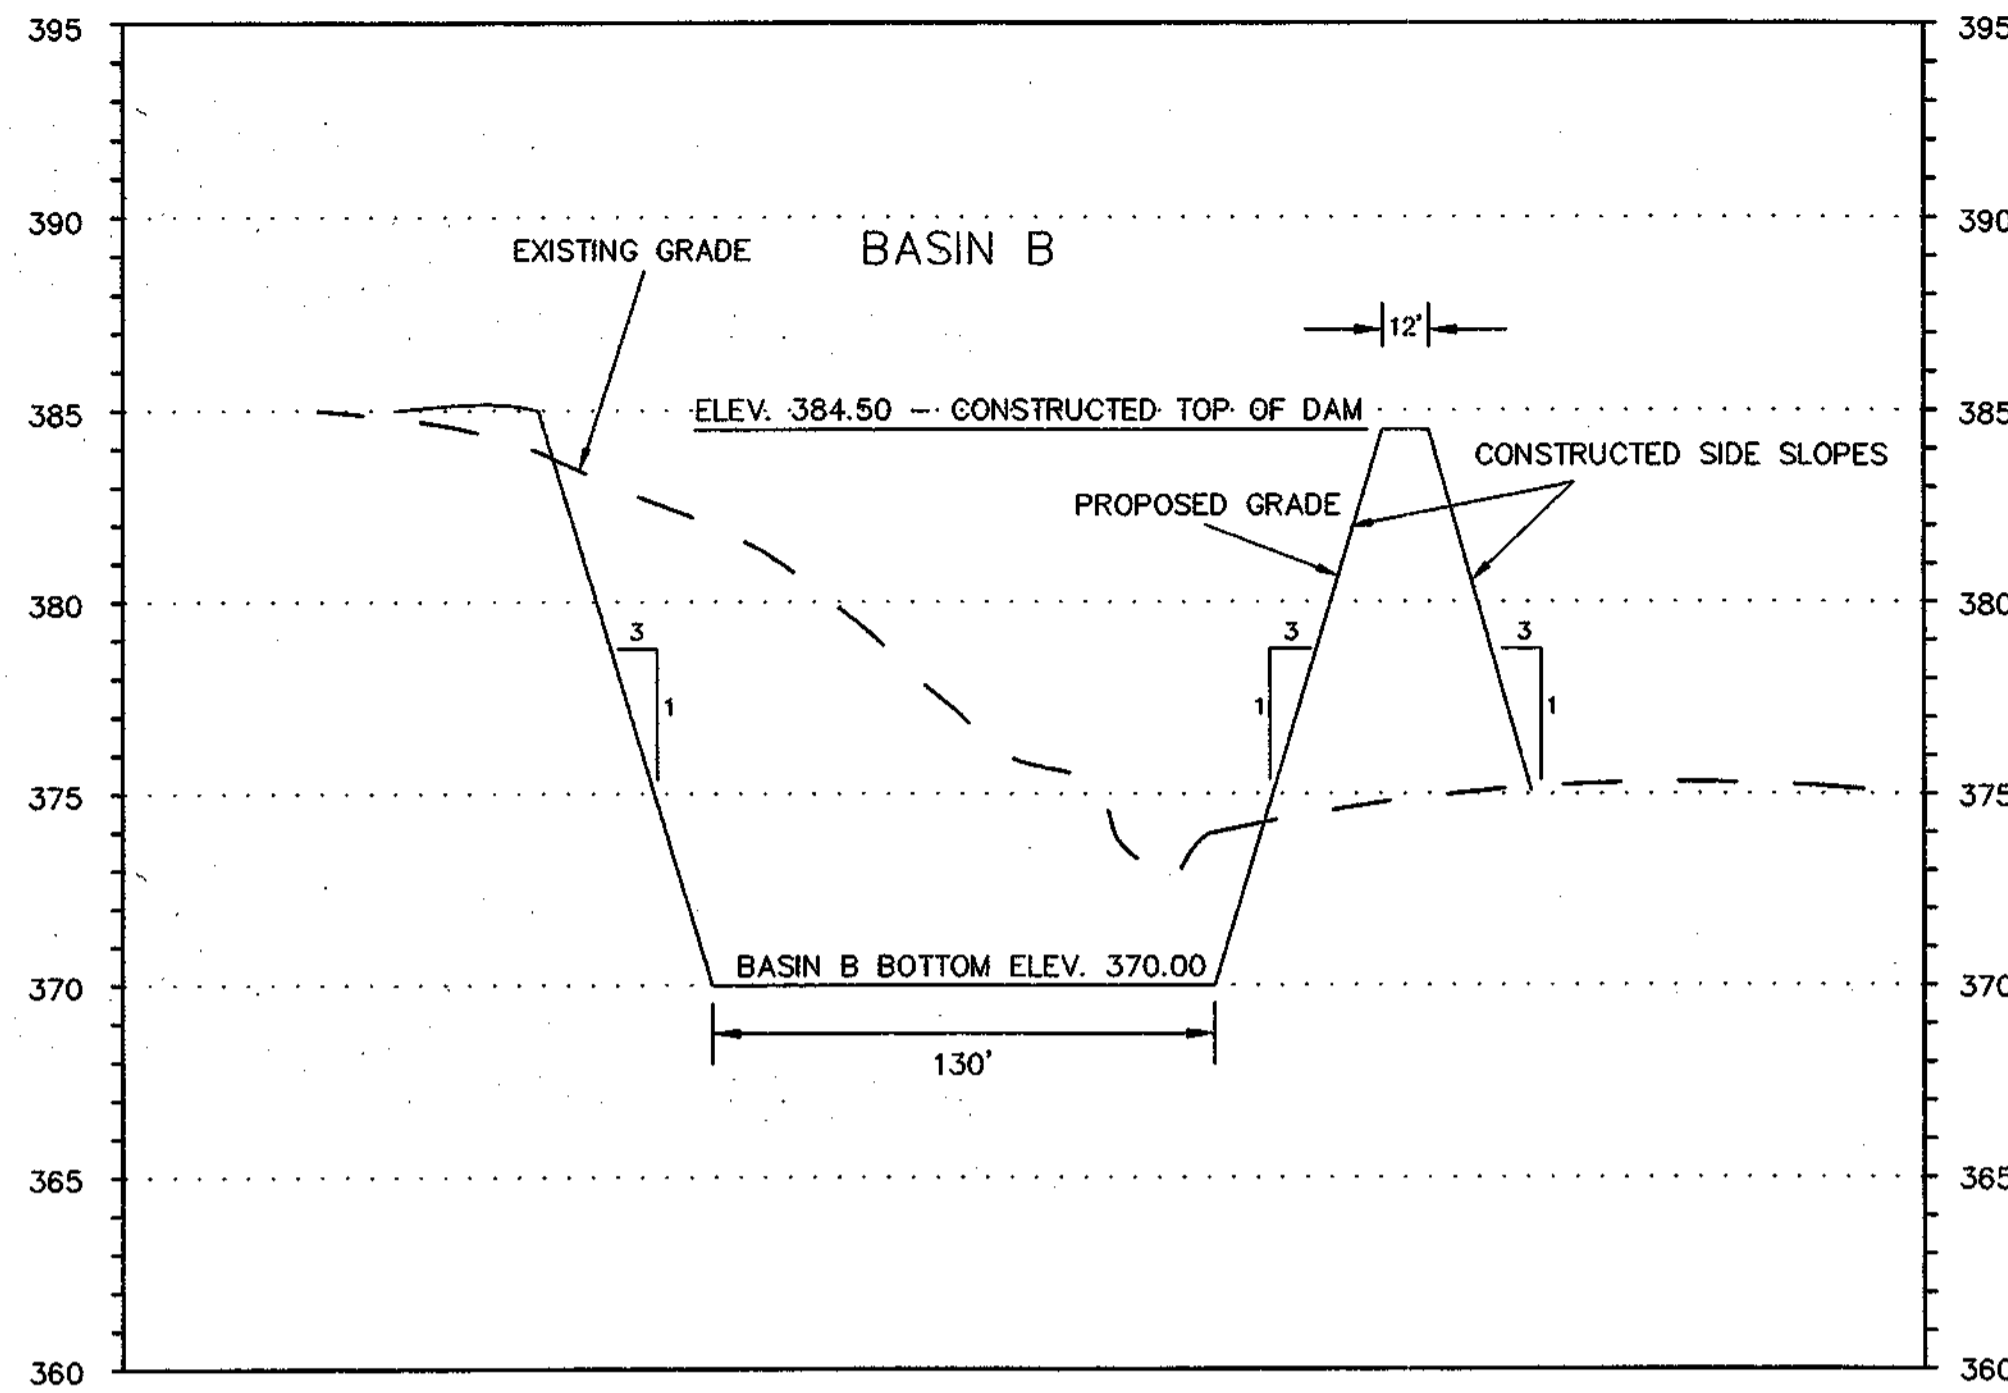 395 395
390 390
EXISTING GRADE BASIN B
12'
385 385
ELEV. 384.50 - CONSTRUCTED TOP OF DAM
CONSTRUCTED SIDE SLOPES
PROPOSED GRADE
380 380
3 3 3
1 1 1
375 375
BASIN B BOTTOM ELEV. 370.00
370 370
130'
365 365
360 360